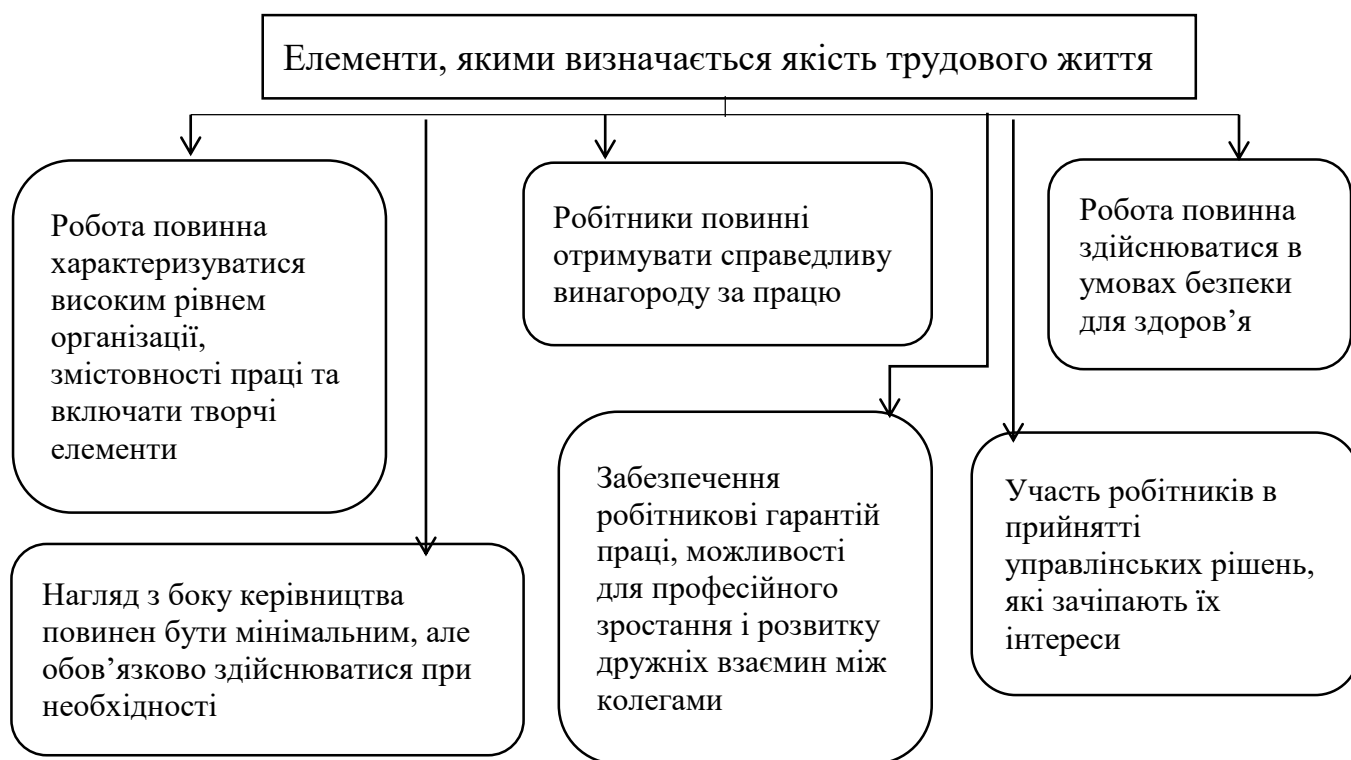 Елементи, якими визначається якість трудового життя
Робота повинна
характеризуватися
високим рівнем
організації,
змістовності праці та
включати творчі
елементи
Робітники повинні
отримувати справедливу
винагороду за працю
Робота повинна
здійснюватися в
умовах безпеки
для здоров’я
Нагляд з боку керівництва
повинен бути мінімальним, але
обов’язково здійснюватися при
необхідності
Забезпечення
робітникові гарантій
праці, можливості
для професійного
зростання і розвитку
дружніх взаємин між
колегами
Участь робітників в
прийнятті
управлінських рішень,
які зачіпають їх
інтереси